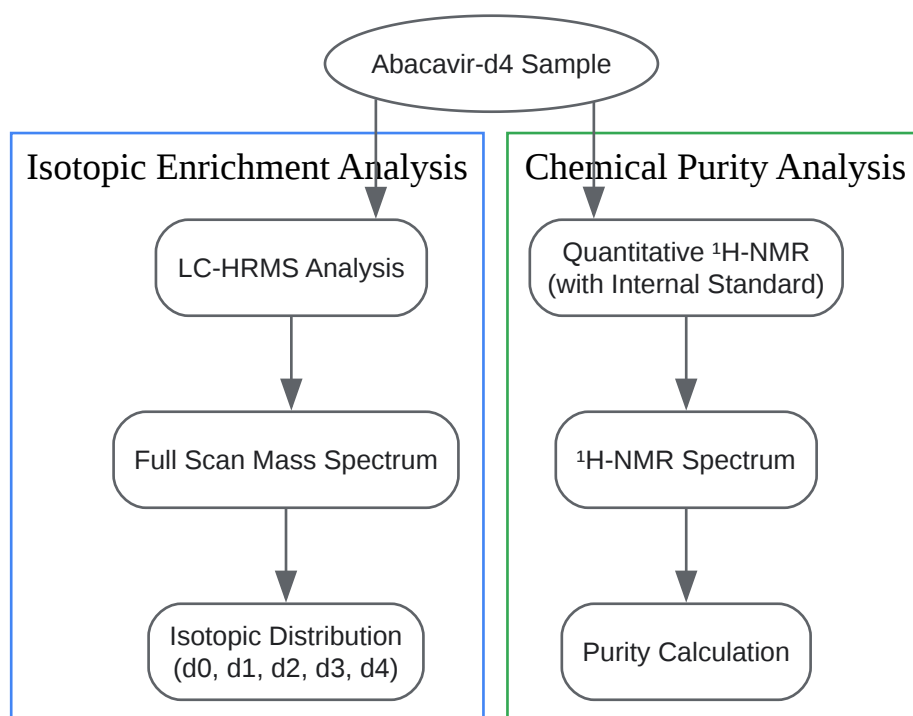 Abacavir-d4 Sample
Isotopic Enrichment Analysis
LC-HRMS Analysis
Full Scan Mass Spectrum
Isotopic Distribution
(d0, d1, d2, d3, d4)
Chemical Purity Analysis
Quantitative ¹H-NMR
(with Internal Standard)
¹H-NMR Spectrum
Purity Calculation